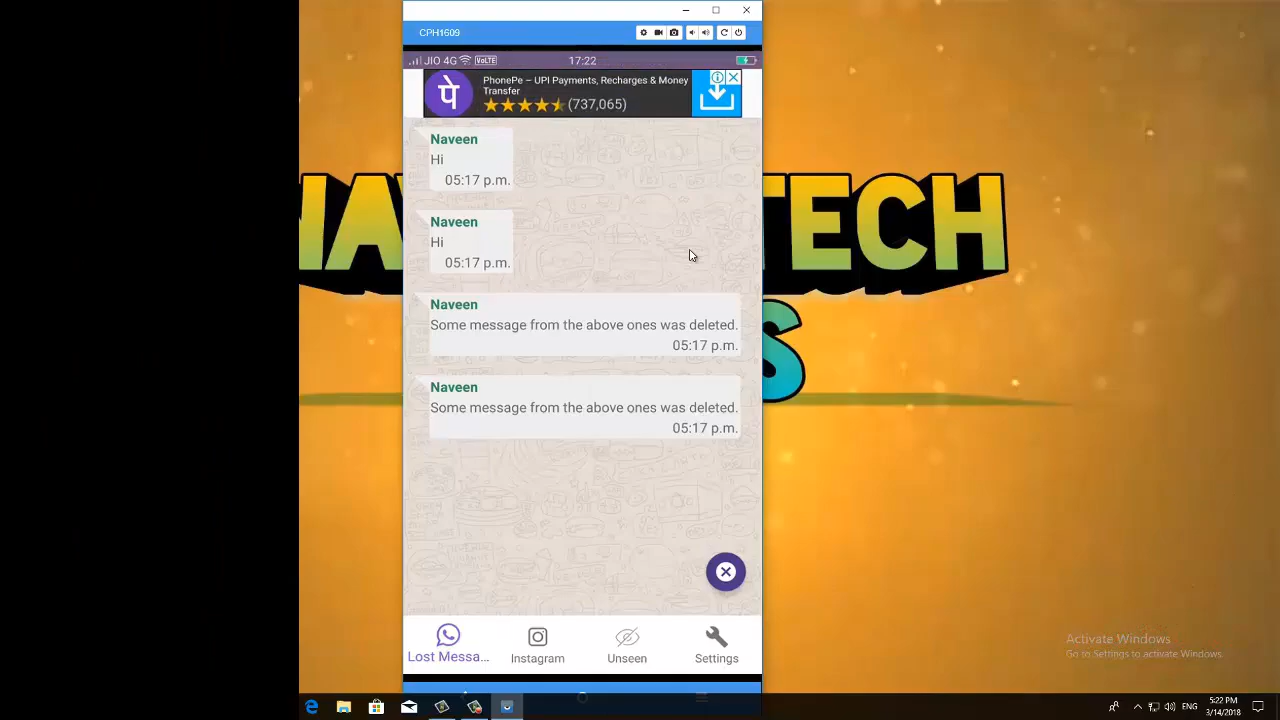 CPH1609
JIO 4G VoLTE 17:22
पे
PhonePe – UPI Payments, Recharges & Money
Transfer
(737,065)
Naveen
Hi
05:17 p.m.
Naveen
Hi
05:17 p.m.
Naveen
Some message from the above ones was deleted.
05:17 p.m.
Naveen
Some message from the above ones was deleted.
05:17 p.m.
TECH
S
Lost Messa...
Instagram
Unseen
Settings
Activate Windows
Go to Settings to activate Windows.
ENG
5:22 PM
3/14/2018